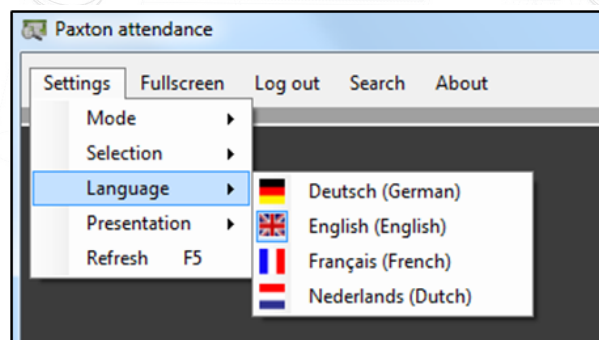 Paxton attendance
Settings Fullscreen Log out Search About
Mode
Selection
Language
Presentation
Refresh F5
Deutsch (German)
English (English)
Français (French)
Nederlands (Dutch)